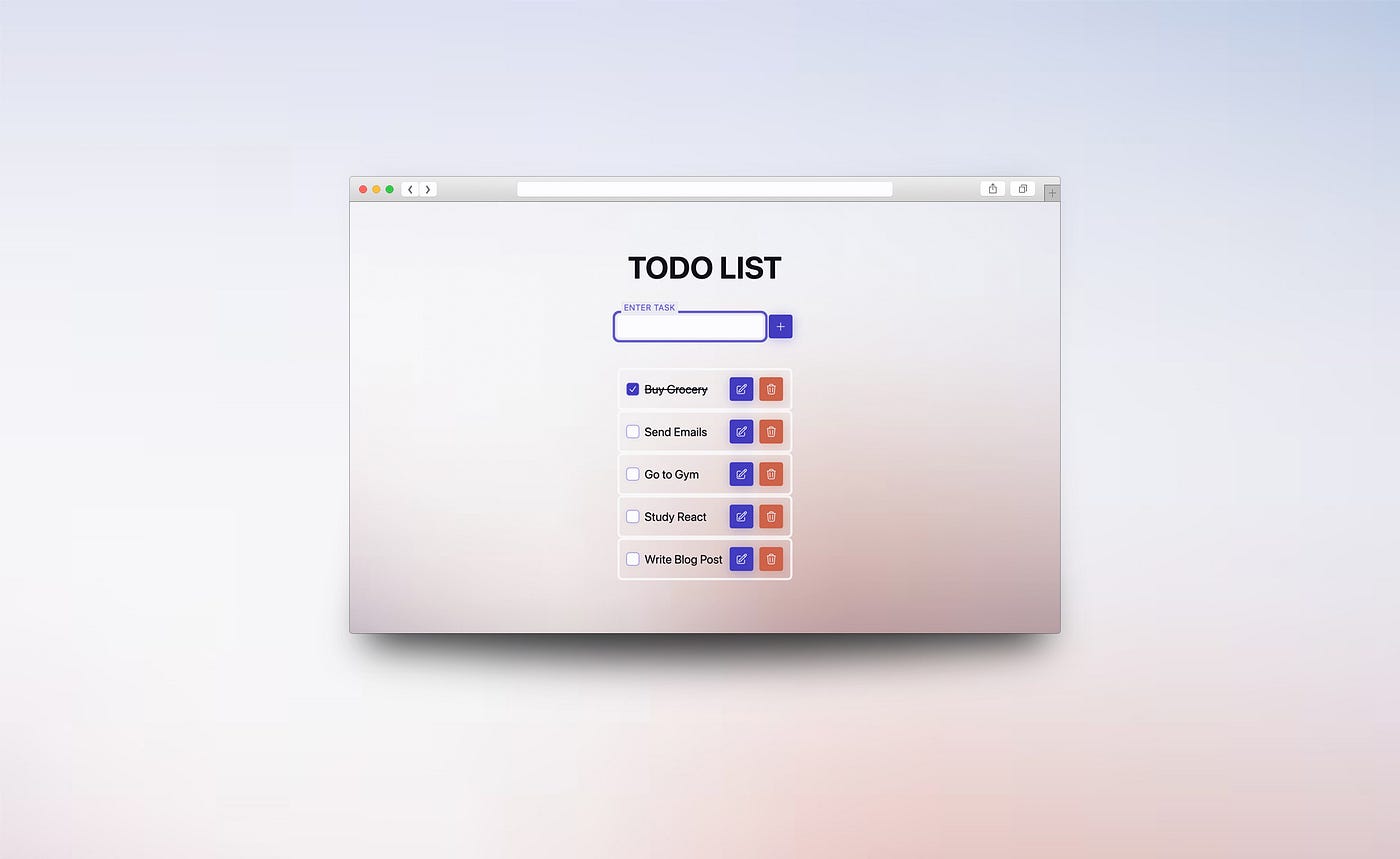 TODO LIST
ENTER TASK
Buy Grocery
Send Emails
Go to Gym
Study React
Write Blog Post